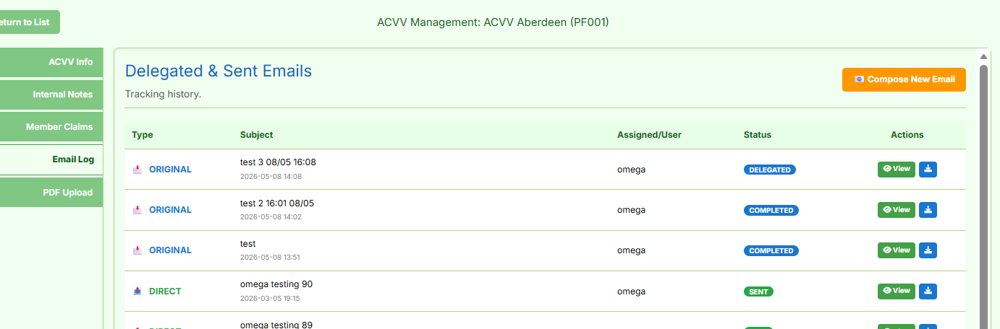 eturn to List
ACVV Management: ACVV Aberdeen (PF001)
ACVV Info
Internal Notes
Member Claims
Email Log
PDF Upload
Delegated & Sent Emails
Compose New Email
Tracking history.
Type Subject Assigned/User Status Actions
ORIGINAL test 3 08/05 16:08 omega DELEGATED View
2026-05-08 14:08
ORIGINAL test 2 16:01 08/05 omega COMPLETED View
2026-05-08 14:02
ORIGINAL test omega COMPLETED View
2026-05-08 13:51
DIRECT omega testing 90 omega SENT View
2026-03-05 19:15
omega testing 89